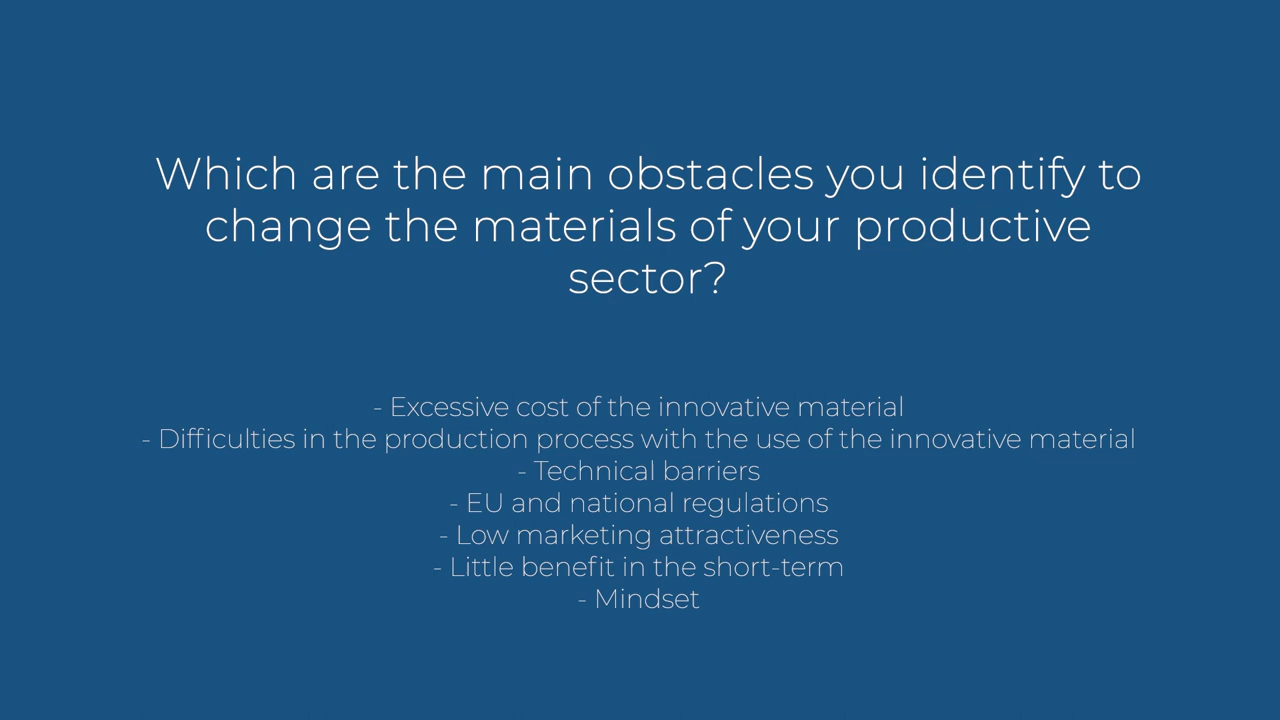 Which are the main obstacles you identify to
change the materials of your productive
sector?
- Excessive cost of the innovative material
- Difficulties in the production process with the use of the innovative material
- Technical barriers
- EU and national regulations
- Low marketing attractiveness
- Little benefit in the short-term
- Mindset